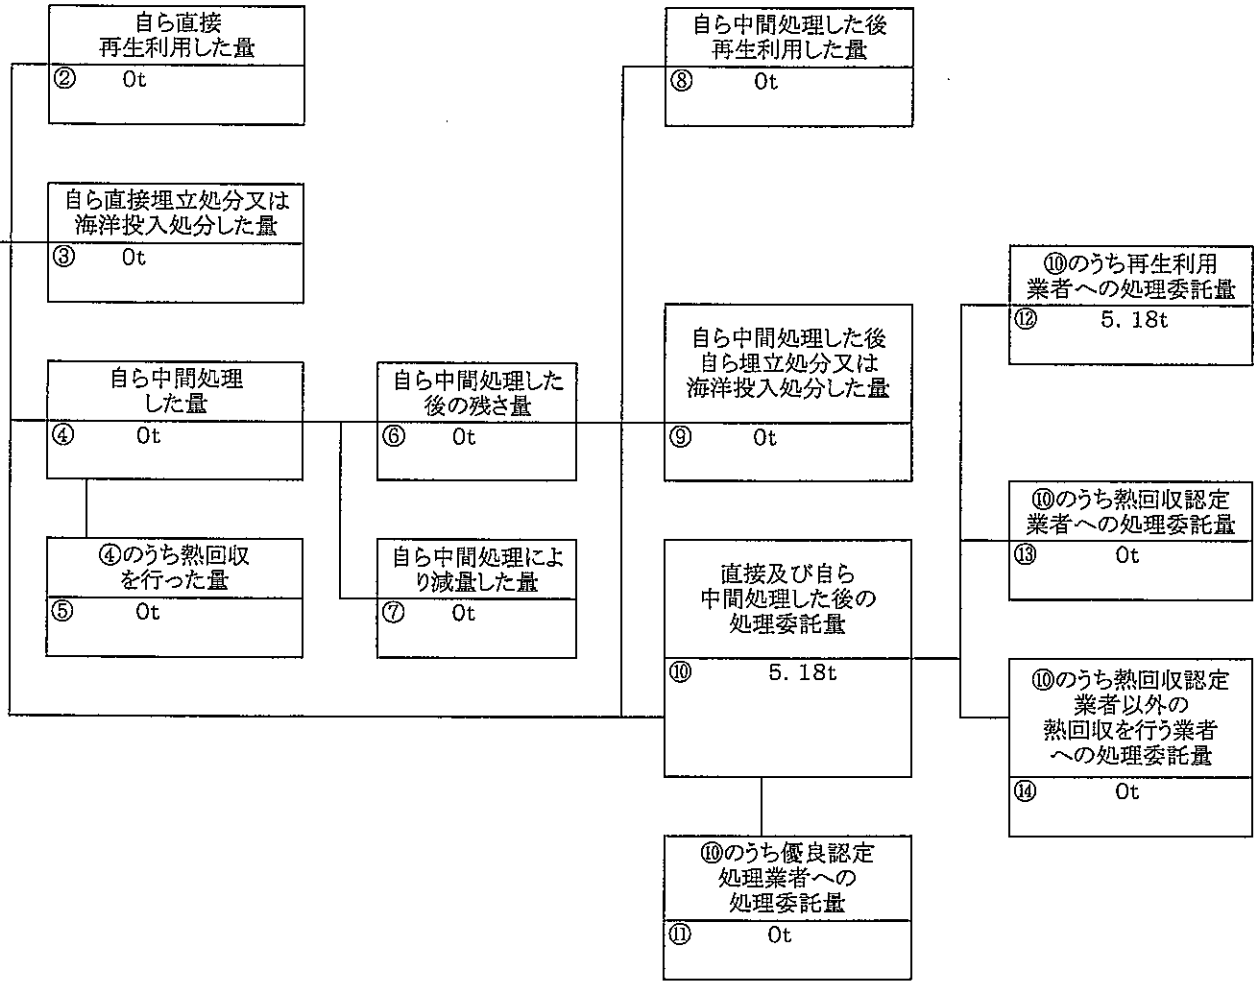 自ら直接
再生利用した量
② 0t
自ら直接埋立処分又は
海洋投入処分した量
③ 0t
自ら中間処理
した量
④ 0t
④のうち熱回収
を行った量
⑤ 0t
自ら中間処理した
後の残さ量
⑥ 0t
自ら中間処理によ
り減量した量
⑦ 0t
自ら中間処理した後
再生利用した量
⑧ 0t
自ら中間処理した後
自ら埋立処分又は
海洋投入処分した量
⑨ 0t
直接及び自ら
中間処理した後の
処理委託量
⑩ 5.18t
⑩のうち優良認定
処理業者への
処理委託量
⑪ 0t
⑩のうち再生利用
業者への処理委託量
⑫ 5.18t
⑩のうち熱回収認定
業者への処理委託量
⑬ 0t
⑩のうち熱回収認定
業者以外の
熱回収を行う業者
への処理委託量
⑭ 0t